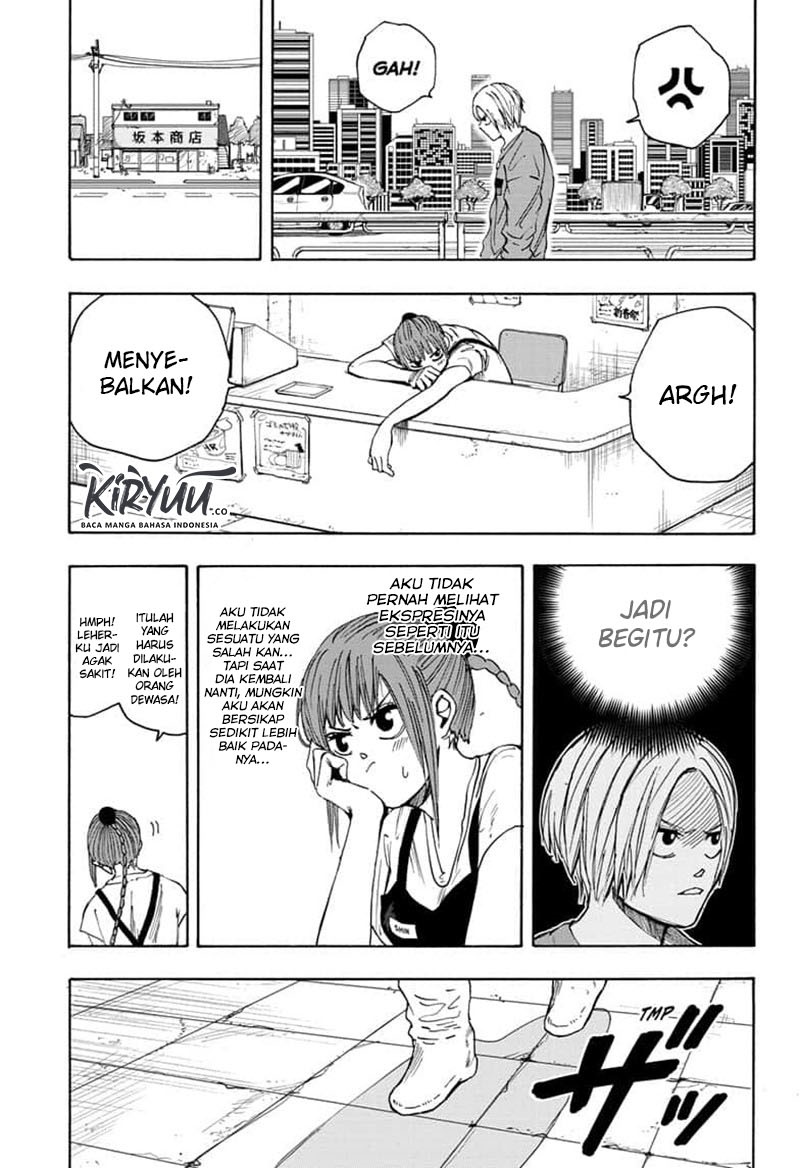 GAH!
坂本商店
ARGH!
MENYE-
BALKAN!
KiRYUU.CO
BACA MANGA BAHASA INDONESIA
JADI
BEGITU?
AKU TIDAK
PERNAH MELIHAT
EKSPRESINYA
SEPERTI ITU
SEBELUMNYA...
AKU TIDAK
MELAKUKAN
SESUATU YANG
SALAH KAN...
TAPI SAAT
DIA KEMBALI
NANTI, MUNGKIN
AKU AKAN
BERSIKAP
SEDIKIT LEBIH
BAIK PADA-
NYA...
SHIN
ITULAH
YANG
HARUS
DILAKU-
KAN OLEH
ORANG
DEWASA!
HMPH!
LEHER-
KU JADI
AGAK
SAKIT!
TMP
ザッ